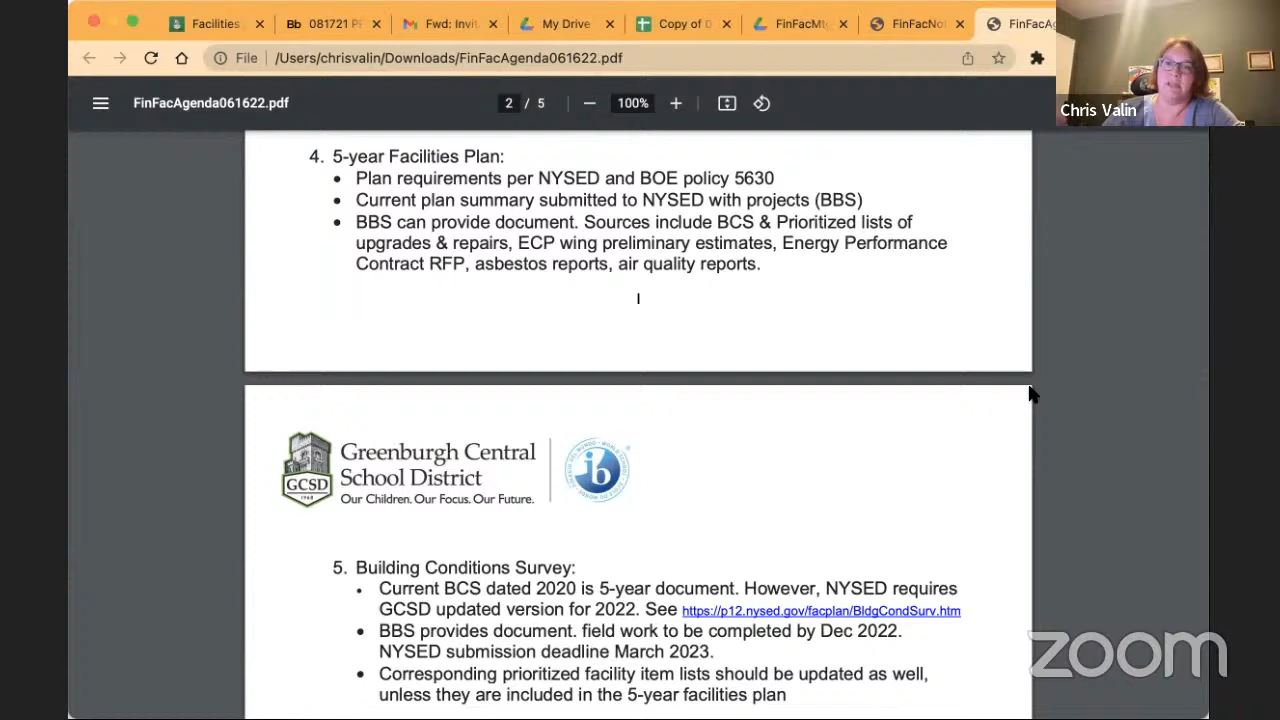 Facilities
Bb 081721 PF
Fwd: Invit
My Drive
Copy of 0
FinFacMt
FinFacNo
FinFacAg
File /Users/chrisvalin/Downloads/FinFacAgenda061622.pdf
FinFacAgenda061622.pdf
2 / 5
100%
Chris Valin
4. 5-year Facilities Plan:
• Plan requirements per NYSED and BOE policy 5630
• Current plan summary submitted to NYSED with projects (BBS)
• BBS can provide document. Sources include BCS & Prioritized lists of
upgrades & repairs, ECP wing preliminary estimates, Energy Performance
Contract RFP, asbestos reports, air quality reports.
GCSD
1968
Greenburgh Central
School District
Our Children. Our Focus. Our Future.
ib
5. Building Conditions Survey:
• Current BCS dated 2020 is 5-year document. However, NYSED requires
GCSD updated version for 2022. See https://p12.nysed.gov/facplan/BldgCondSurv.htm
• BBS provides document. field work to be completed by Dec 2022.
NYSED submission deadline March 2023.
• Corresponding prioritized facility item lists should be updated as well,
unless they are included in the 5-year facilities plan
zoom